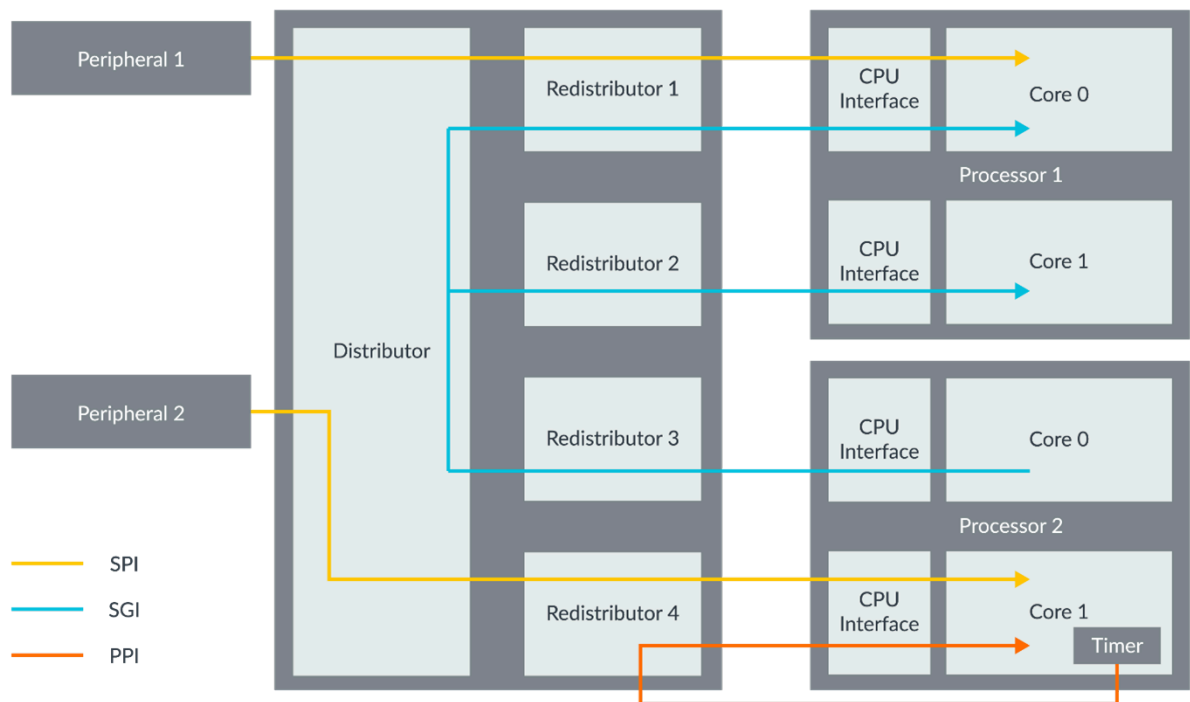 Peripheral 1
Redistributor 1
CPU
Interface
Core 0
Processor 1
Redistributor 2
CPU
Interface
Core 1
Distributor
Peripheral 2
Redistributor 3
CPU
Interface
Core 0
Processor 2
SPI
SGI
PPI
Redistributor 4
CPU
Interface
Core 1
Timer